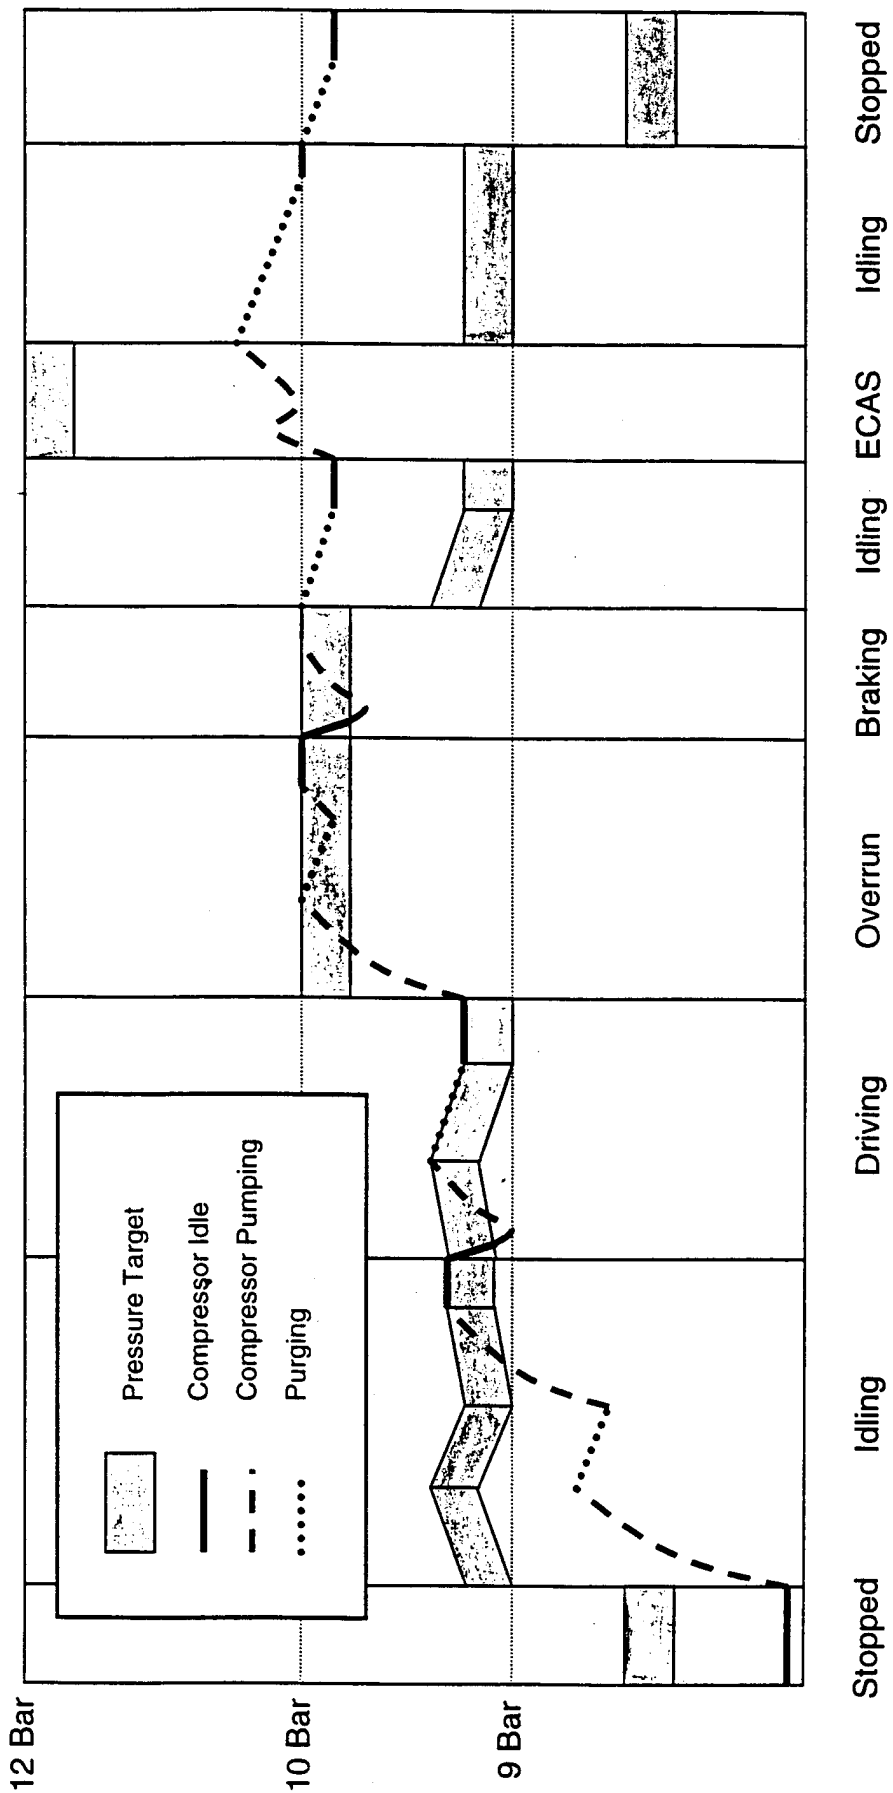 12 Bar
10 Bar
9 Bar
Pressure Target
Compressor Idle
Compressor Pumping
Purging
Stopped
Idling
Driving
Overrun
Braking
Idling
ECAS
Idling
Stopped